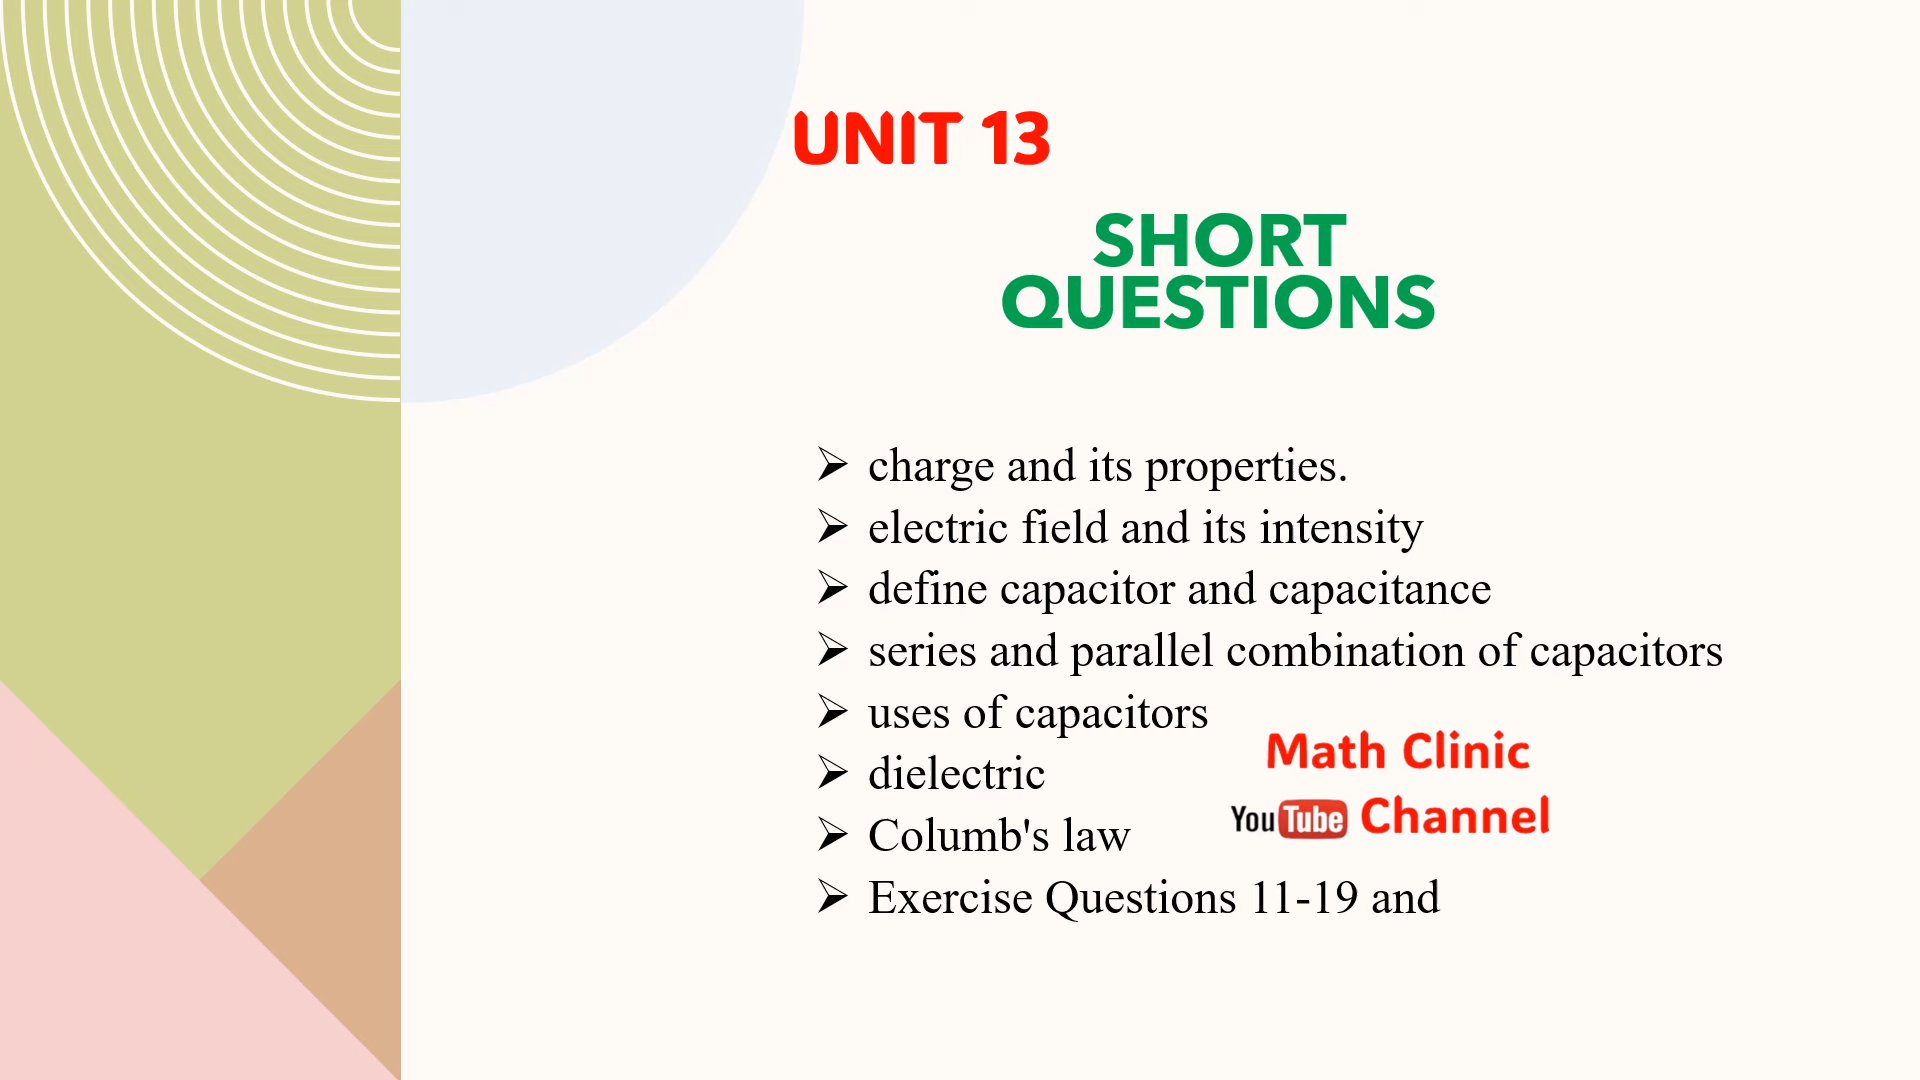 UNIT 13
SHORT
QUESTIONS
➢ charge and its properties.
➢ electric field and its intensity
➢ define capacitor and capacitance
➢ series and parallel combination of capacitors
➢ uses of capacitors
➢ dielectric
➢ Columb's law
➢ Exercise Questions 11-19 and
Math Clinic
YouTube Channel